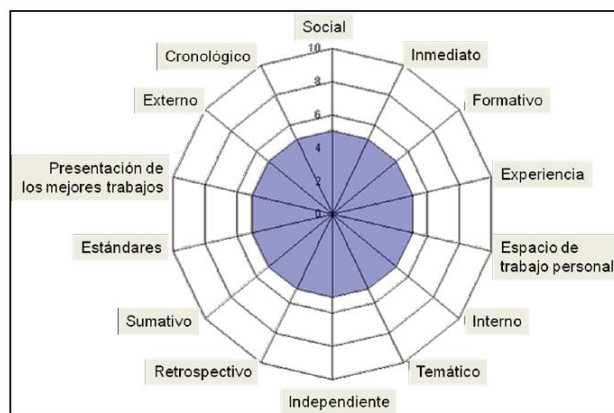 Social
Cronológico
Inmediato
Externo
Formativo
Presentación de
los mejores trabajos
Experiencia
Estándares
Espacio de
trabajo personal
Sumativo
Interno
Retrospectivo
Temático
Independiente
10
8
6
4
2
0